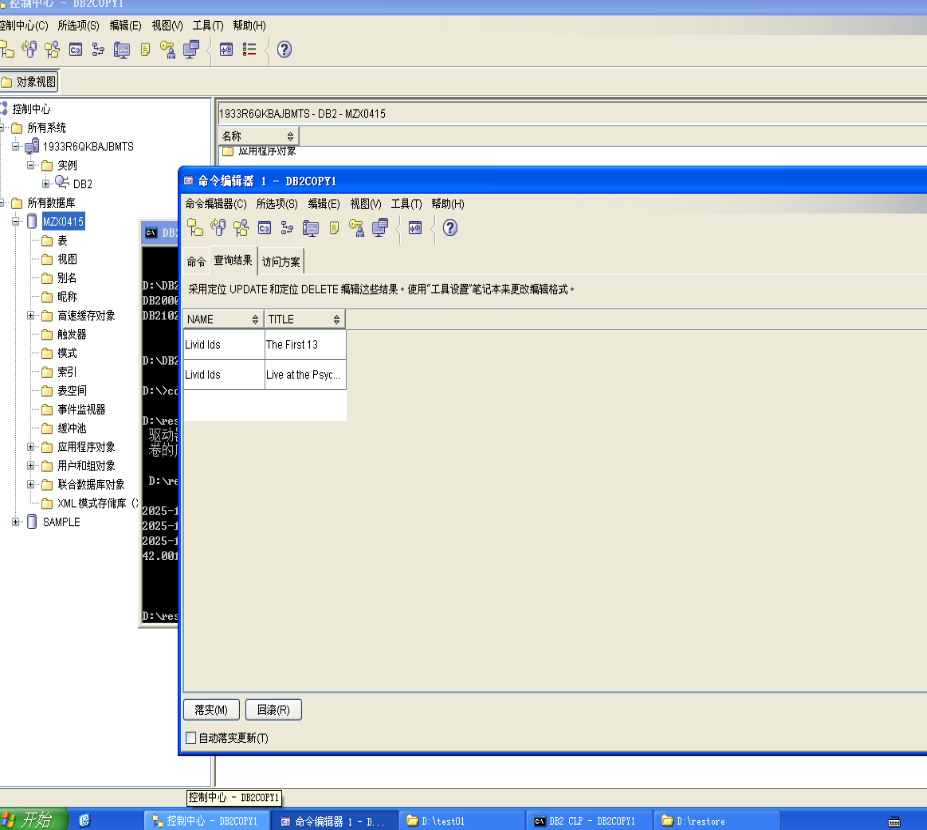 控制中心 - DB2COPY1
控制中心(C) 所选项(S) 编辑(E) 视图(V) 工具(T) 帮助(H)
对象视图
控制中心
所有系统
1933R6QKBAJBMTS
实例
DB2
所有数据库
MZX0415
表
视图
别名
昵称
高速缓存对象
触发器
模式
索引
表空间
事件监视器
缓冲池
应用程序对象
用户和组对象
联合数据库对象
XML 模式存储库
SAMPLE
1933R6QKBAJBMTS - DB2 - MZX0415
名称
应用程序对象
DB
D:\DB2
DB2000
DB2102
D:\DB2
D:\>cd
D:\res
驱动
卷的
D:\re
2025-1
2025-1
2025-1
42.001
D:\res
命令编辑器 1 - DB2COPY1
命令编辑器(C) 所选项(S) 编辑(E) 视图(V) 工具(T) 帮助(H)
命令 查询结果 访问方案
采用定位 UPDATE 和定位 DELETE 编辑这些结果。使用“工具设置”笔记本来更改编辑格式。
NAME TITLE
Livid Ids The First 13
Livid Ids Live at the Psyc...
落实(M) 回滚(R)
自动落实更新(T)
控制中心 - DB2COPY1
开始 控制中心 - DB2COPY1 命令编辑器 1 - D... D:\test01 DB2 CLP - DB2COPY1 D:\restore